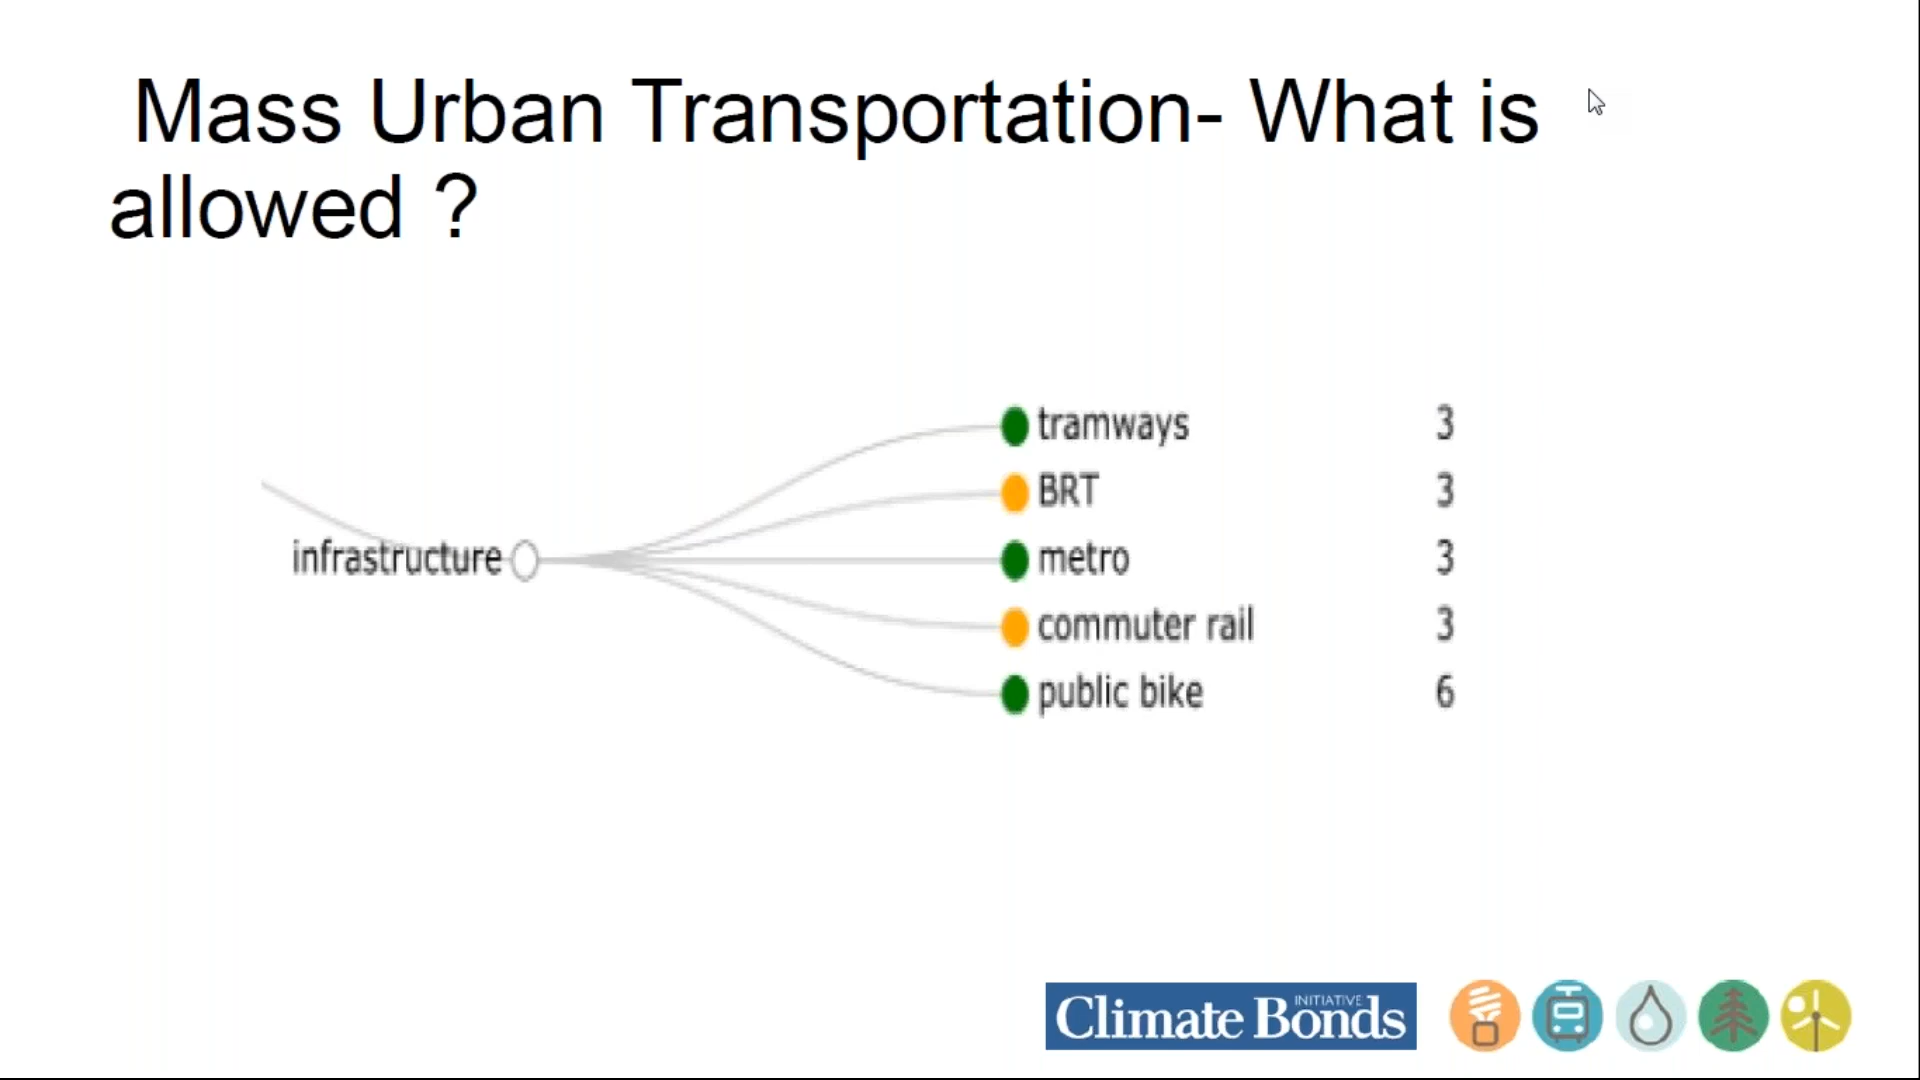 Mass Urban Transportation- What is
allowed ?
tramways 3
BRT 3
infrastructure metro 3
commuter rail 3
public bike 6
Climate Bonds INITIATIVE